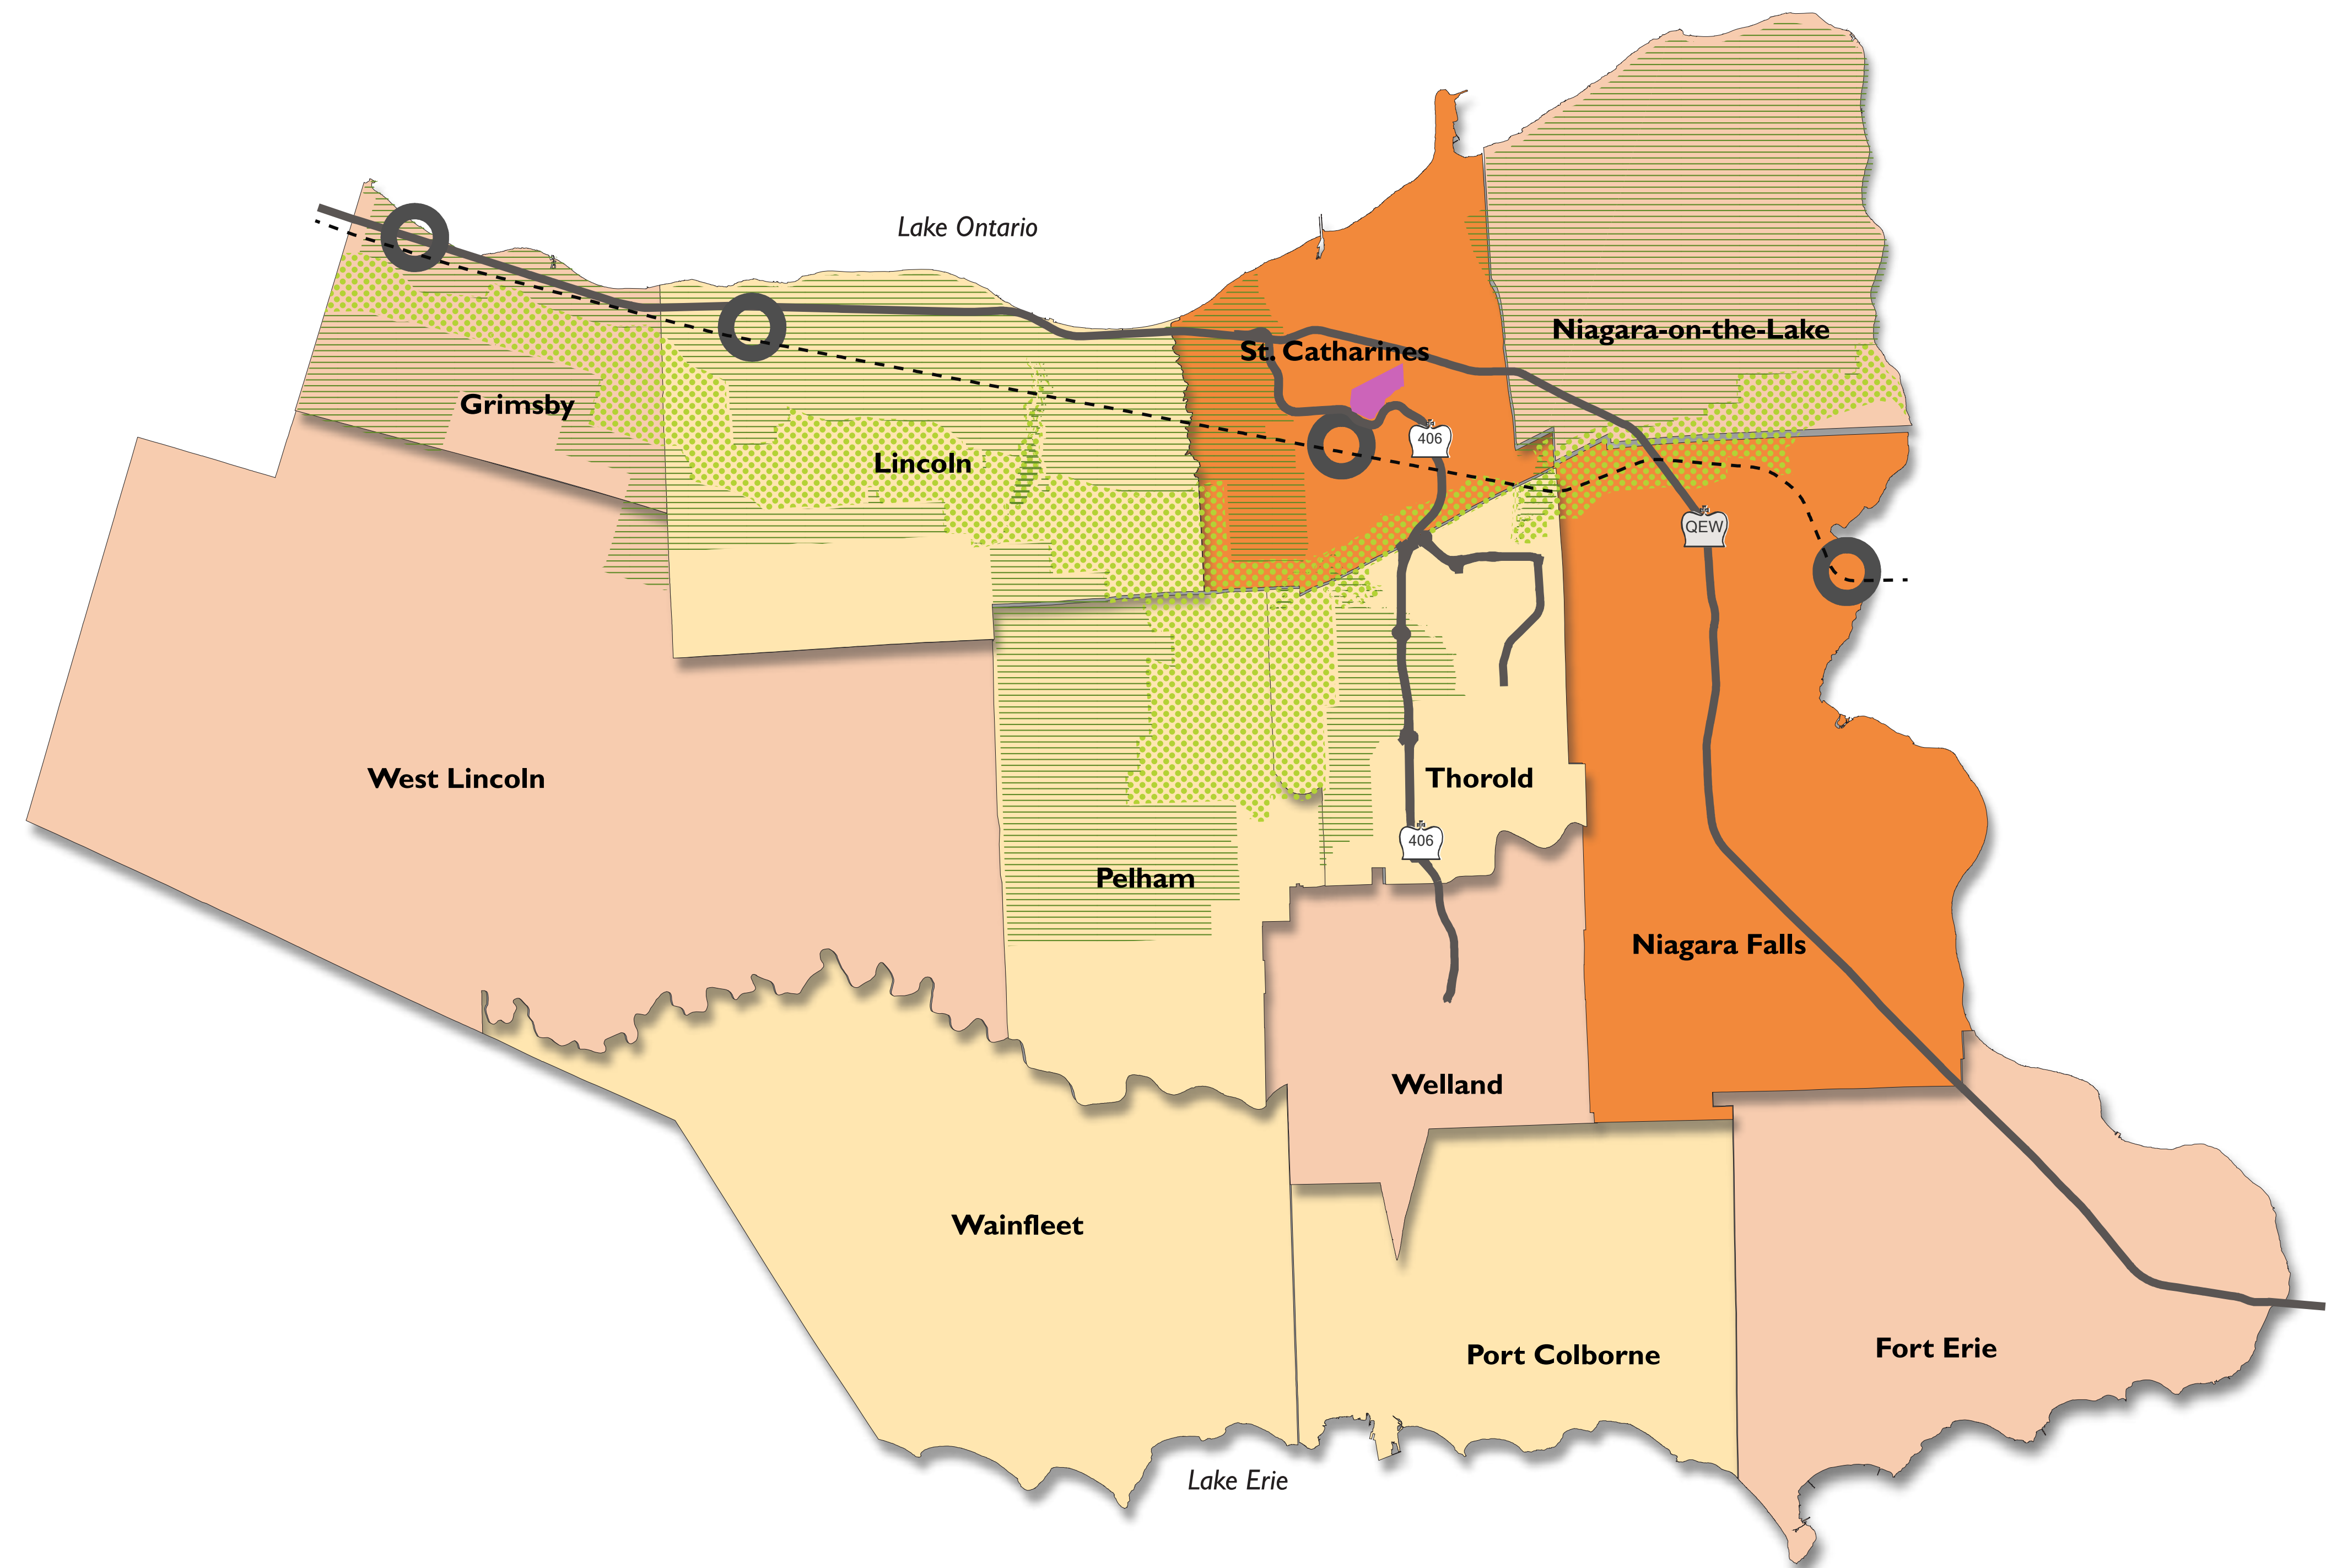 Lake Ontario
Niagara-on-the-Lake
St. Catharines
Grimsby
406
Lincoln
QEW
West Lincoln
Thorold
406
Pelham
Niagara Falls
Welland
Wainfleet
Fort Erie
Port Colborne
Lake Erie